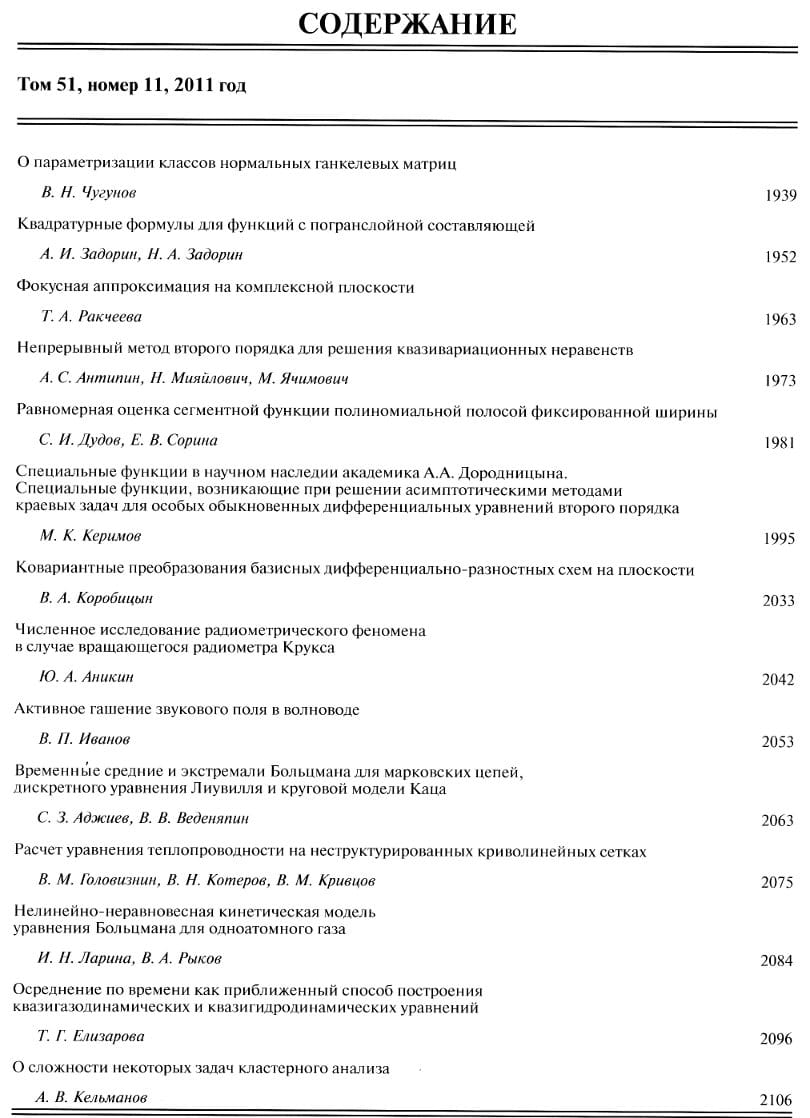 СОДЕРЖАНИЕ
Том 51, номер 11, 2011 год
О параметризации классов нормальных ганкелевых матриц
В. Н. Чугунов 1939
Квадратурные формулы для функций с погранслойной составляющей
А. И. Задорин, Н. А. Задорин 1952
Фокусная аппроксимация на комплексной плоскости
Т. А. Ракчеева 1963
Непрерывный метод второго порядка для решения квазивариационных неравенств
А. С. Антипин, Н. Мияйлович, М. Ячимович 1973
Равномерная оценка сегментной функции полиномиальной полосой фиксированной ширины
С. И. Дудов, Е. В. Сорина 1981
Специальные функции в научном наследии академика А.А. Дородницына.
Специальные функции, возникающие при решении асимптотическими методами
краевых задач для особых обыкновенных дифференциальных уравнений второго порядка
М. К. Керимов 1995
Ковариантные преобразования базисных дифференциально-разностных схем на плоскости
В. А. Коробицын 2033
Численное исследование радиометрического феномена
в случае вращающегося радиометра Крукса
Ю. А. Аникин 2042
Активное гашение звукового поля в волноводе
В. П. Иванов 2053
Временны́е средние и экстремали Больцмана для марковских цепей,
дискретного уравнения Лиувилля и круговой модели Каца
С. З. Аджиев, В. В. Веденяпин 2063
Расчет уравнения теплопроводности на неструктурированных криволинейных сетках
В. М. Головизнин, В. Н. Котеров, В. М. Кривцов 2075
Нелинейно-неравновесная кинетическая модель
уравнения Больцмана для одноатомного газа
И. Н. Ларина, В. А. Рыков 2084
Осреднение по времени как приближенный способ построения
квазигазодинамических и квазигидродинамических уравнений
Т. Г. Елизарова 2096
О сложности некоторых задач кластерного анализа
А. В. Кельманов 2106